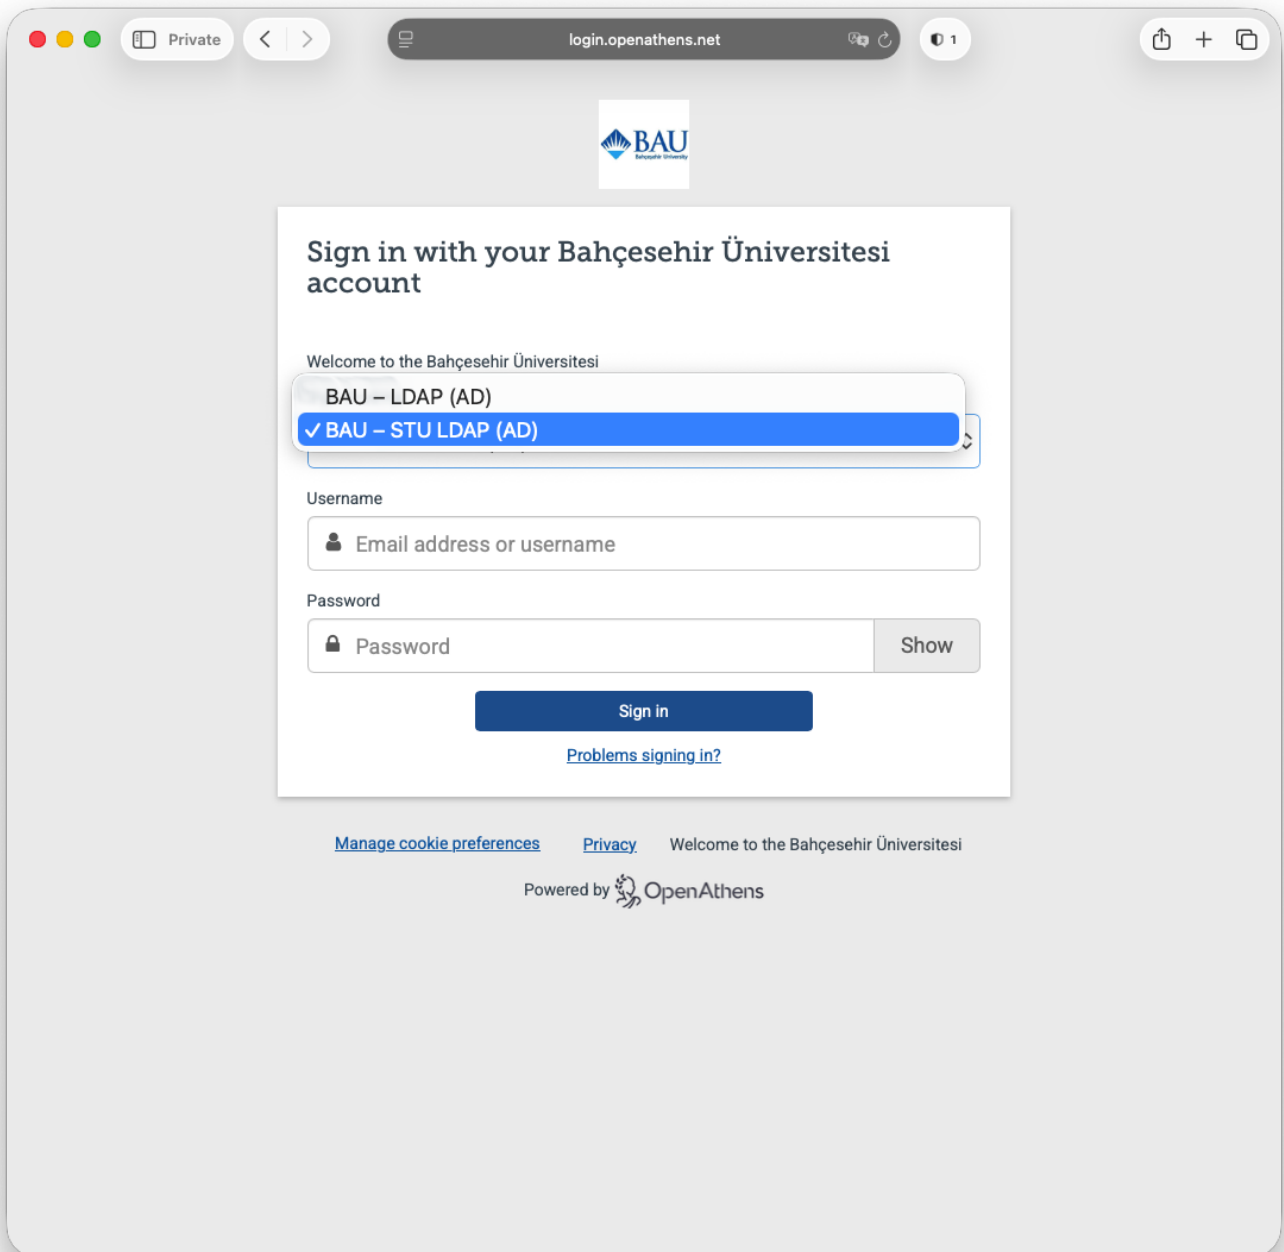 Private
login.openathens.net
1
BAU
Bahçeşehir University
Sign in with your Bahçesehir Üniversitesi
account
Welcome to the Bahçesehir Üniversitesi
BAU – LDAP (AD)
✓ BAU – STU LDAP (AD)
Username
Email address or username
Password
Password
Show
Sign in
Problems signing in?
Manage cookie preferences
Privacy
Welcome to the Bahçesehir Üniversitesi
Powered by OpenAthens